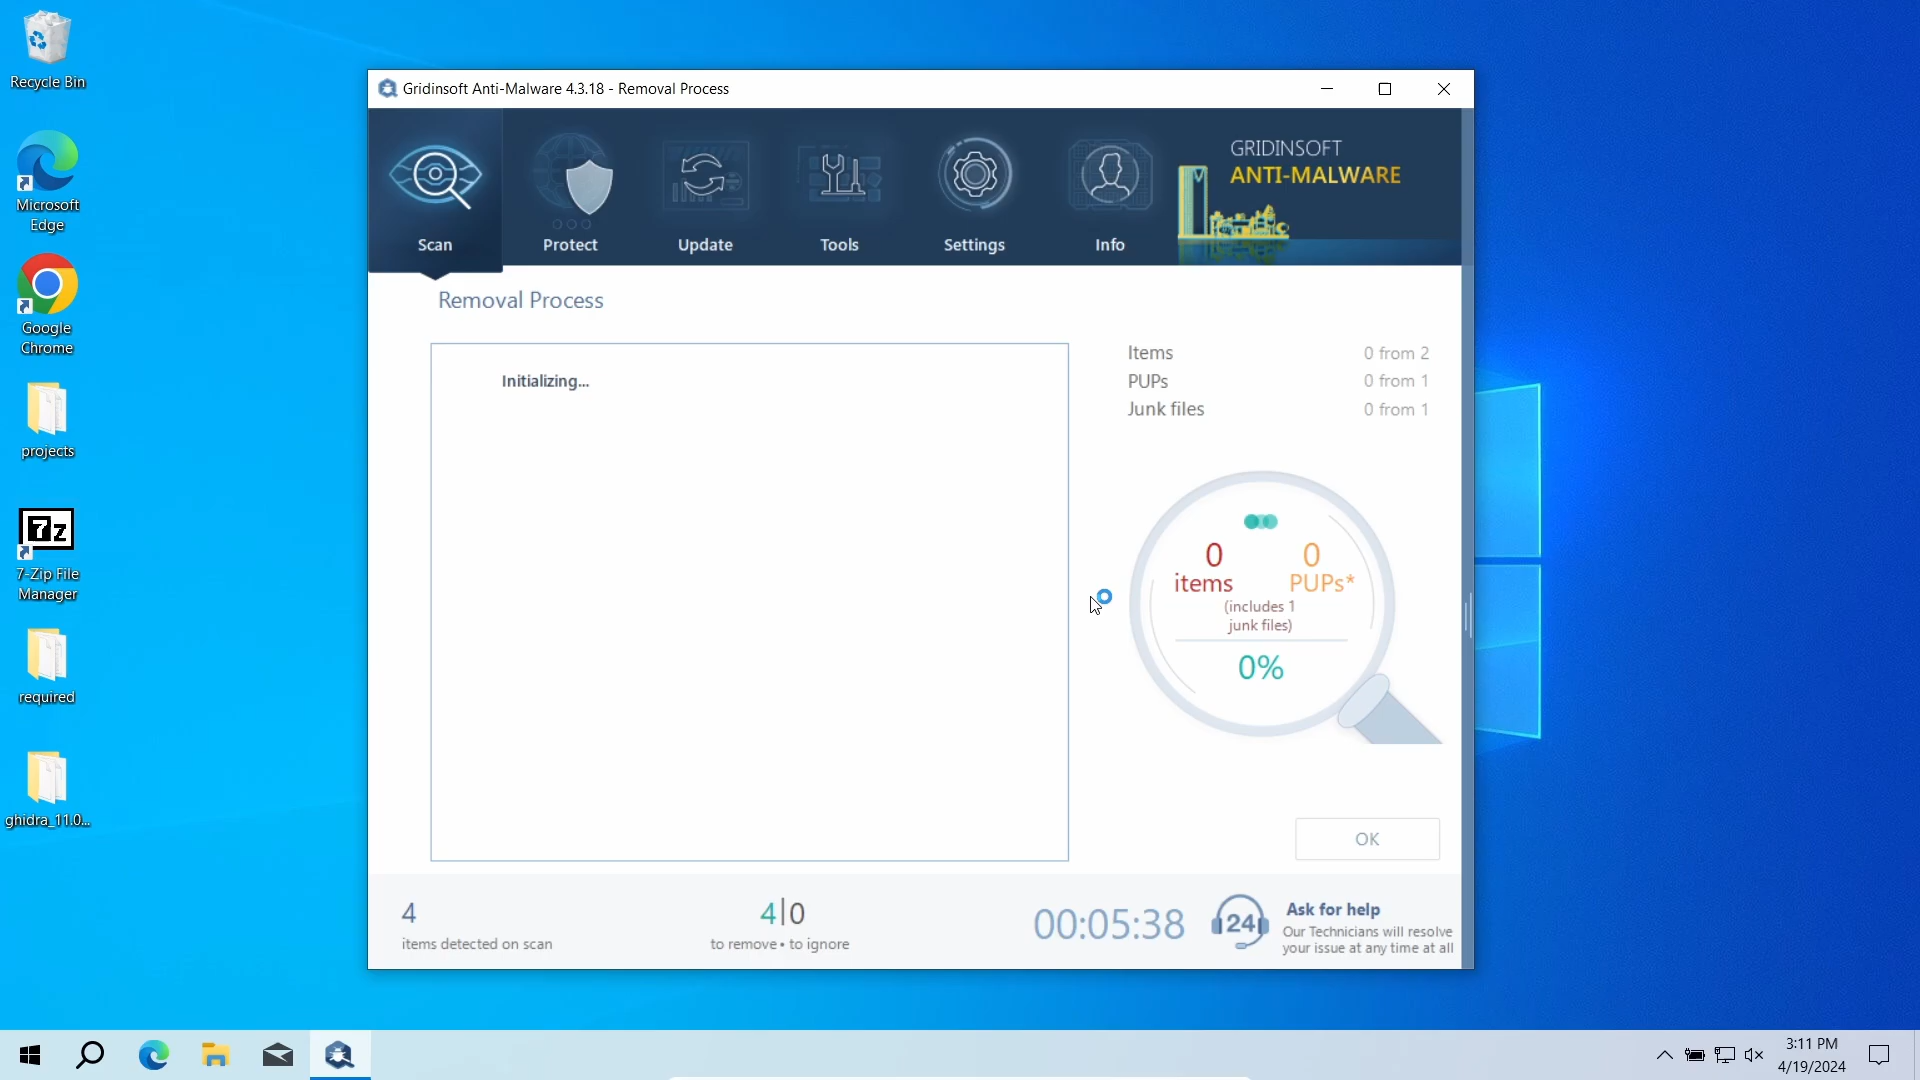 Recycle Bin
Microsoft
Edge
Google
Chrome
projects
7z
7-Zip File
Manager
required
ghidra_11.0...
Gridinsoft Anti-Malware 4.3.18 - Removal Process
Scan
Protect
Update
Tools
Settings
Info
GRIDINSOFT
ANTI-MALWARE
Removal Process
Initializing...
Items 0 from 2
PUPs 0 from 1
Junk files 0 from 1
0 0
items PUPs*
(includes 1
junk files)
0%
OK
4
items detected on scan
4|0
to remove • to ignore
00:05:38
24
Ask for help
Our Technicians will resolve
your issue at any time at all
3:11 PM
4/19/2024